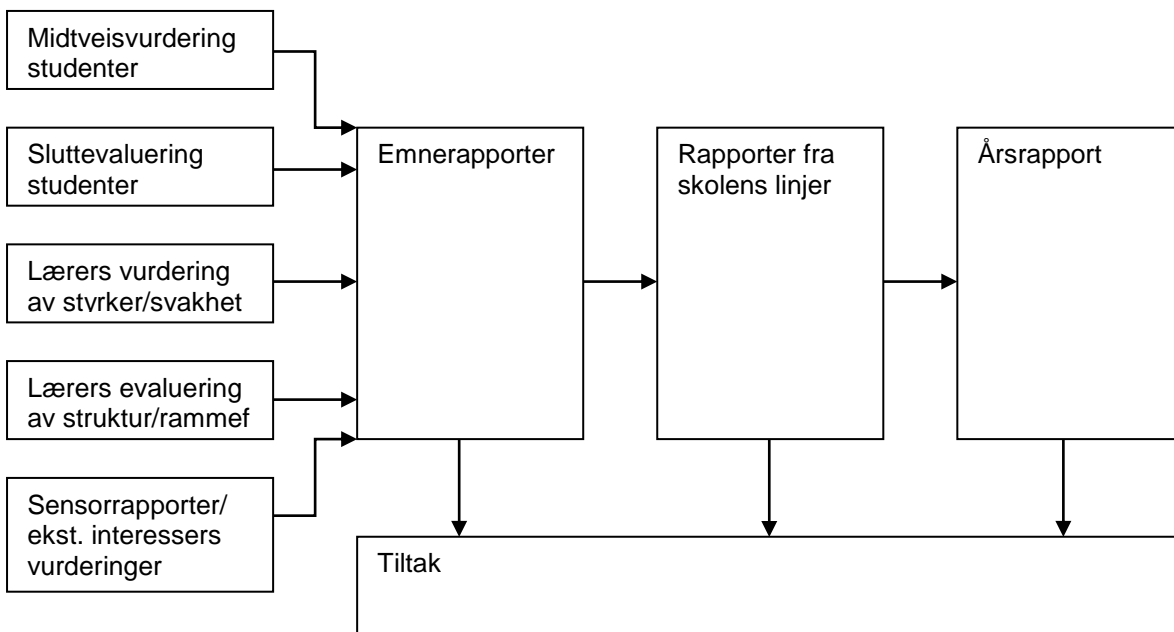 Midtveisvurdering
studenter
Sluttevaluering
studenter
Lærers vurdering
av styrker/svakhet
Lærers evaluering
av struktur/rammef
Sensorrapporter/
ekst. interessers
vurderinger
Emnerapporter
Rapporter fra
skolens linjer
Årsrapport
Tiltak